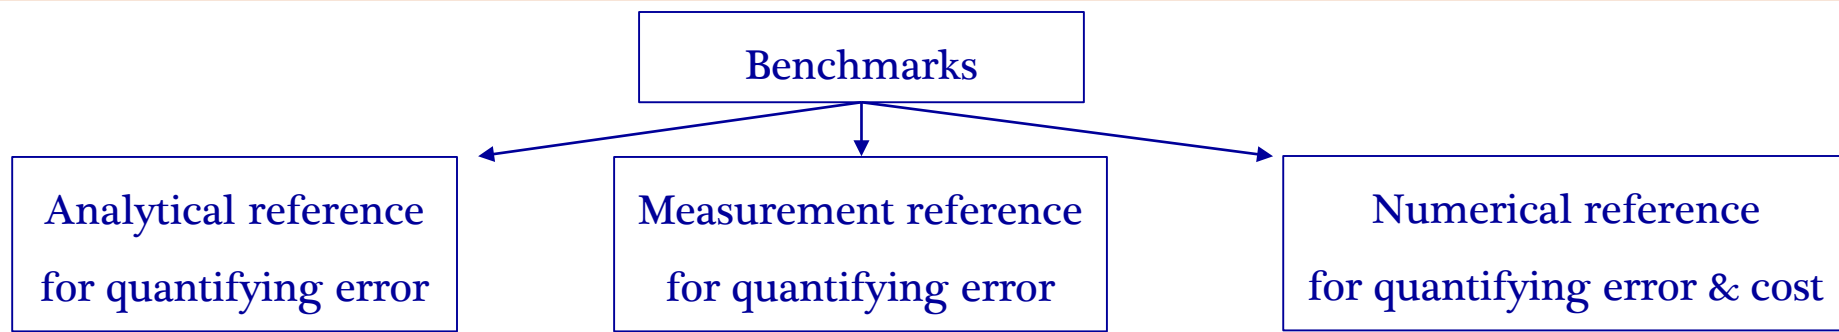 Benchmarks
Analytical reference
for quantifying error
Measurement reference
for quantifying error
Numerical reference
for quantifying error & cost